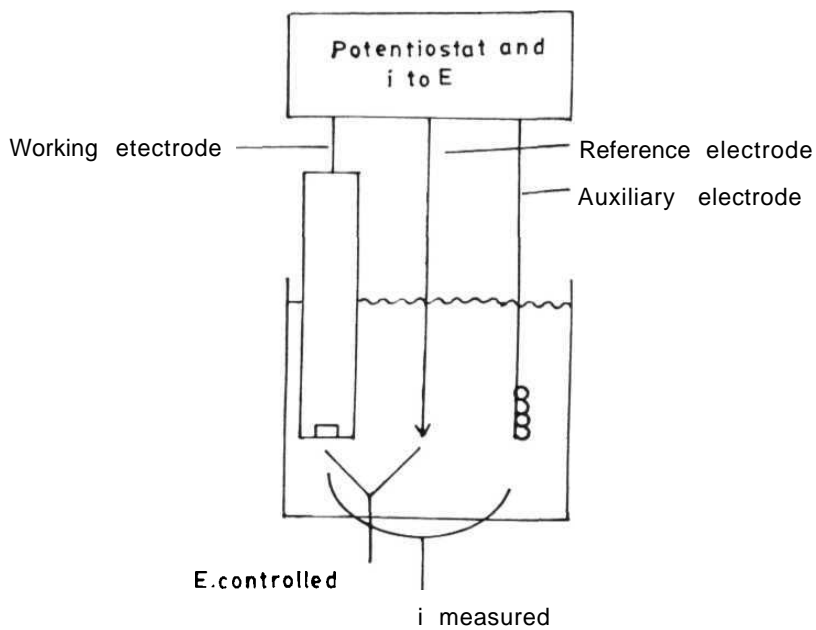 Potentiostat and
i to E
Working etectrode
Reference electrode
Auxiliary electrode
E.controlled
i measured